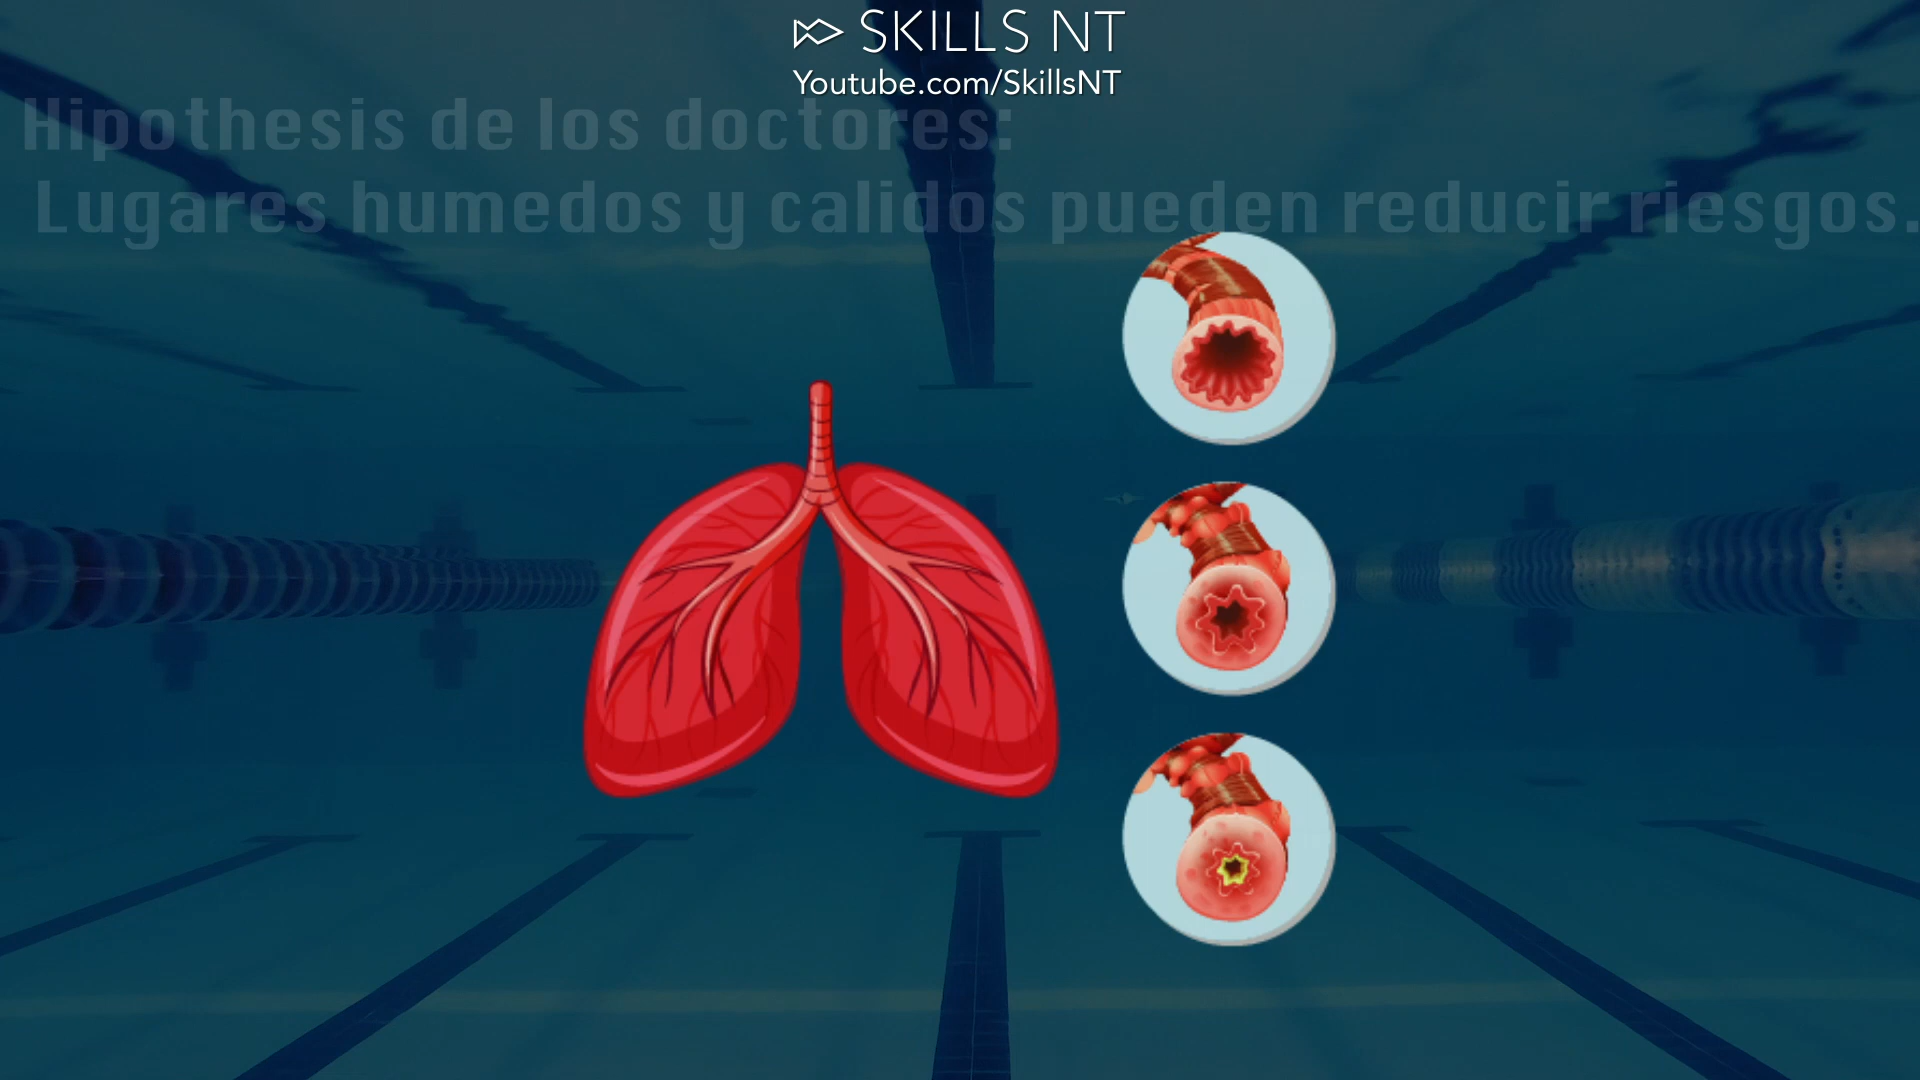 SKILLS NT
Youtube.com/SkillsNT
Hipothesis de los doctores:
Lugares humedos y calidos pueden reducir riesgos.